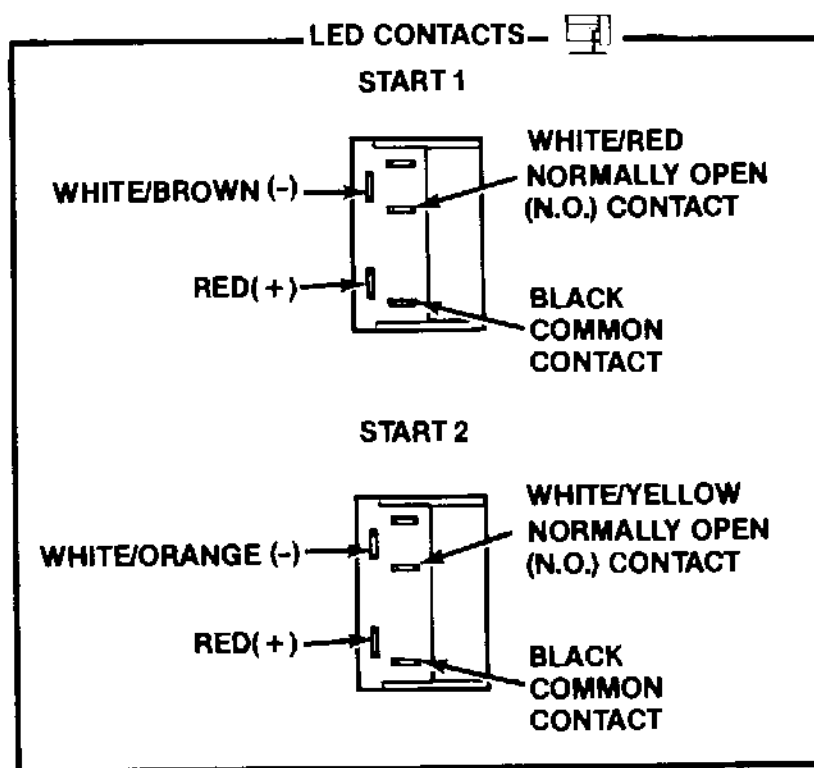 LED CONTACTS
START 1
WHITE/BROWN (-)
RED(+)
WHITE/RED
NORMALLY OPEN
(N.O.) CONTACT
BLACK
COMMON
CONTACT
START 2
WHITE/ORANGE (-)
RED(+)
WHITE/YELLOW
NORMALLY OPEN
(N.O.) CONTACT
BLACK
COMMON
CONTACT